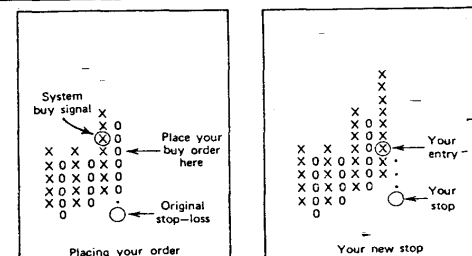 System
buy signal
Place your
buy order
here
Original
stop-loss
Placing your order
Your
entry
Your
stop
Your new stop